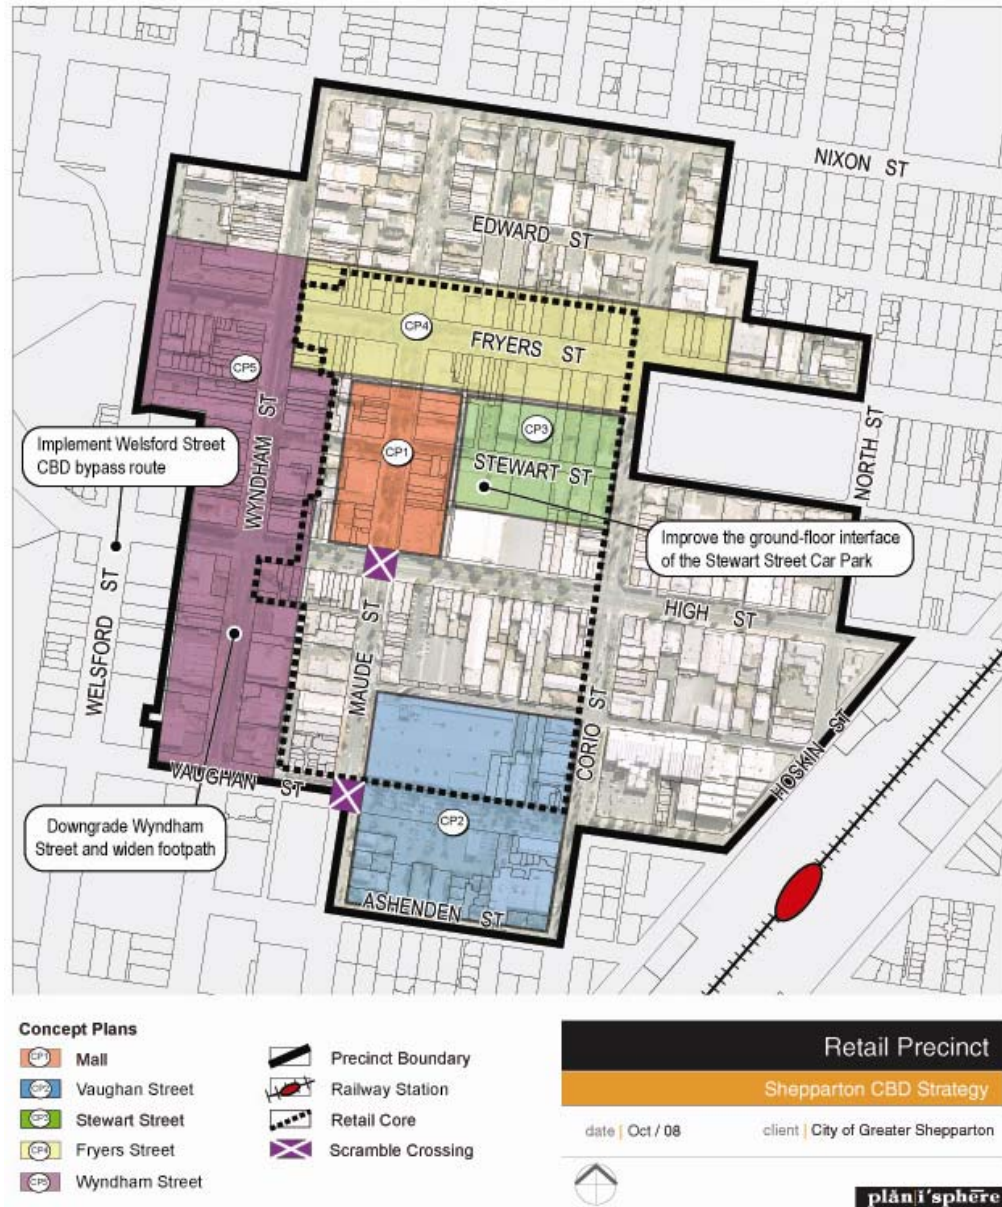 NIXON ST
EDWARD ST
CP4
FRYERS ST
CP5
CP3
CP1
STEWART ST
WYNDHAM ST
NORTH ST
Implement Welsford Street
CBD bypass route
Improve the ground-floor interface
of the Stewart Street Car Park
HIGH ST
WELSFORD ST
MAUDE ST
CORIO ST
HOSKIN ST
VAUGHAN ST
CP2
Downgrade Wyndham
Street and widen footpath
ASHENDEN ST
Concept Plans
CP1 Mall
CP2 Vaughan Street
CP3 Stewart Street
CP4 Fryers Street
CP5 Wyndham Street
Precinct Boundary
Railway Station
Retail Core
Scramble Crossing
Retail Precinct
Shepparton CBD Strategy
date | Oct / 08
client | City of Greater Shepparton
plān|i'sphēre